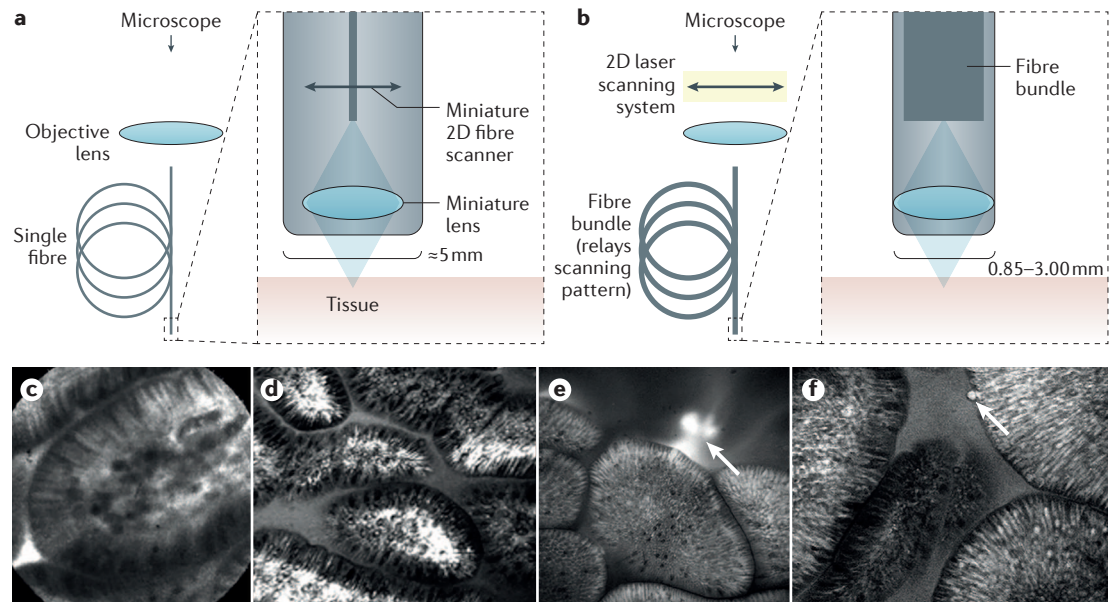 a
Microscope
Objective
lens
Single
fibre
Miniature
2D fibre
scanner
Miniature
lens
≈5 mm
Tissue
b
Microscope
2D laser
scanning
system
Fibre
bundle
(relays
scanning
pattern)
Fibre
bundle
0.85–3.00 mm
c
d
e
f